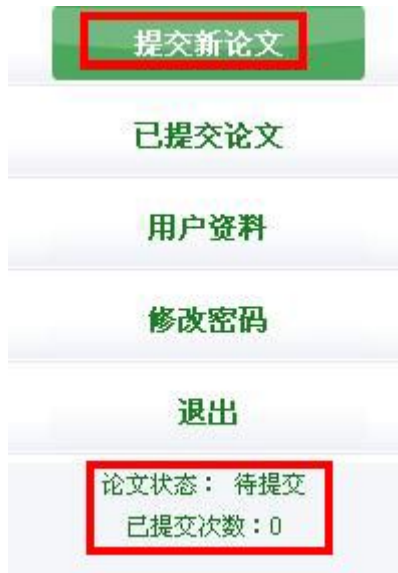 提交新论文
已提交论文
用户资料
修改密码
退出
论文状态： 待提交
已提交次数：0